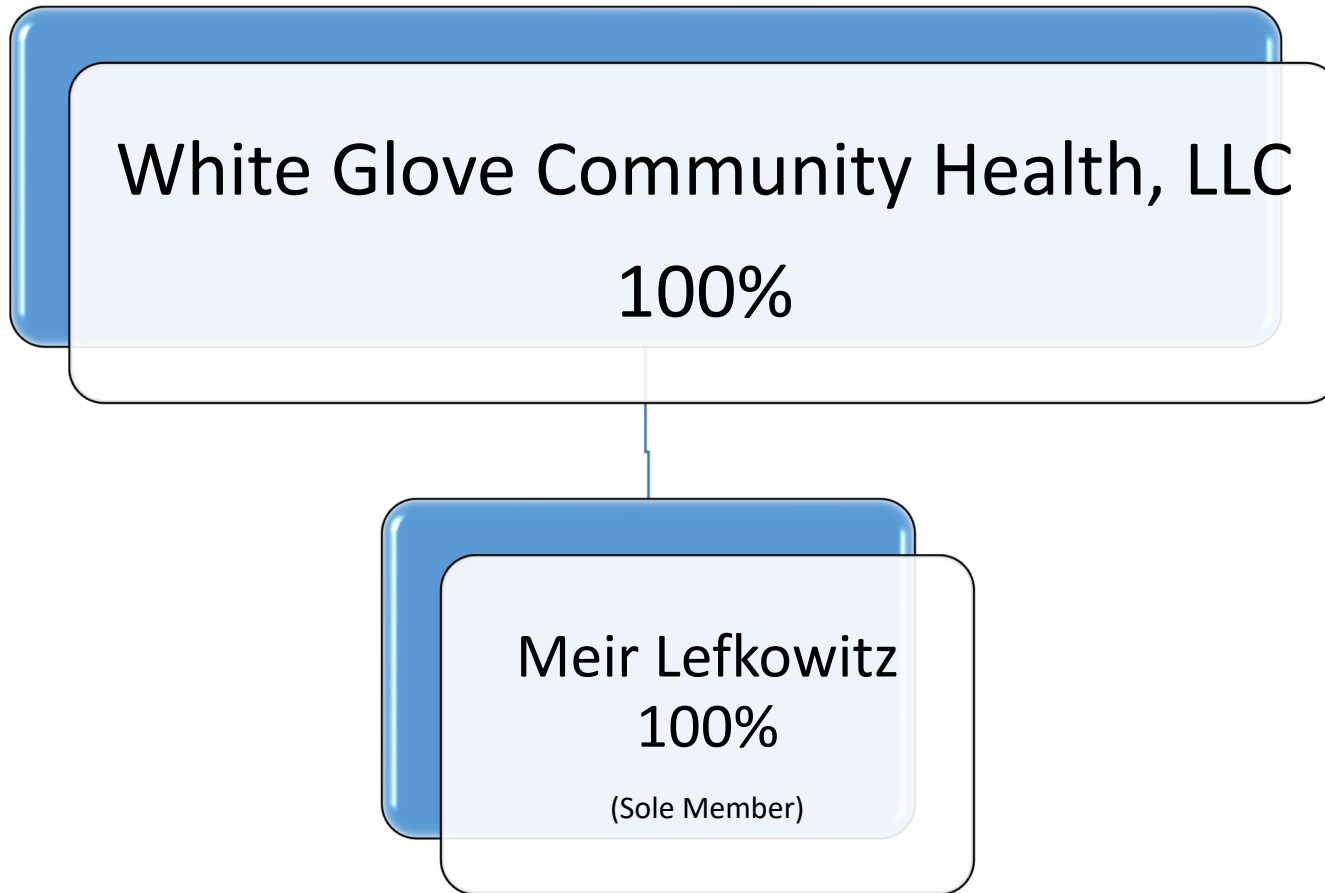 White Glove Community Health, LLC
100%
Meir Lefkowitz
100%
(Sole Member)